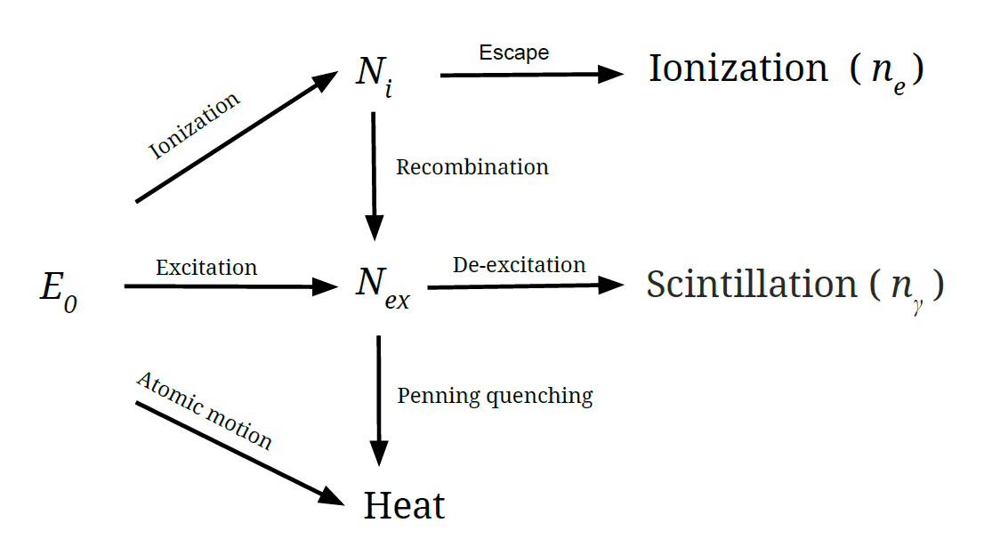 Escape
N_i
Ionization ( n_e )
Ionization
Recombination
Excitation
De-excitation
E_0
N_ex
Scintillation ( n_γ )
Atomic motion
Penning quenching
Heat